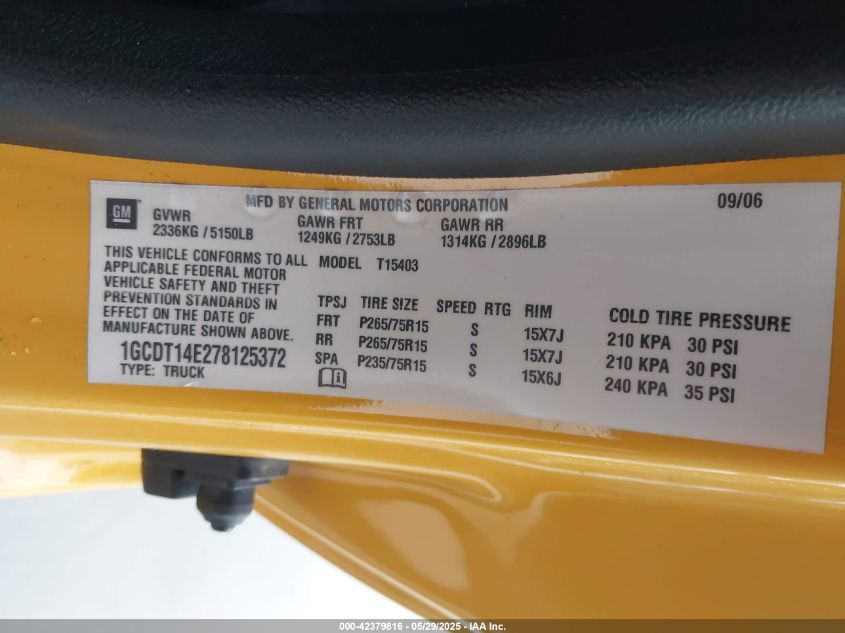 MFD BY GENERAL MOTORS CORPORATION 09/06
GM
GVWR GAWR FRT GAWR RR
2336KG / 5150LB 1249KG / 2753LB 1314KG / 2896LB
THIS VEHICLE CONFORMS TO ALL
APPLICABLE FEDERAL MOTOR
VEHICLE SAFETY AND THEFT
PREVENTION STANDARDS IN
EFFECT ON THE DATE OF
MANUFACTURE SHOWN ABOVE.
1GCDT14E278125372
TYPE: TRUCK
MODEL T15403
TPSJ TIRE SIZE SPEED RTG RIM COLD TIRE PRESSURE
FRT P265/75R15 S 15X7J 210 KPA 30 PSI
RR P265/75R15 S 15X7J 210 KPA 30 PSI
SPA P235/75R15 S 15X6J 240 KPA 35 PSI
000-42379816 - 05/29/2025 - IAA Inc.